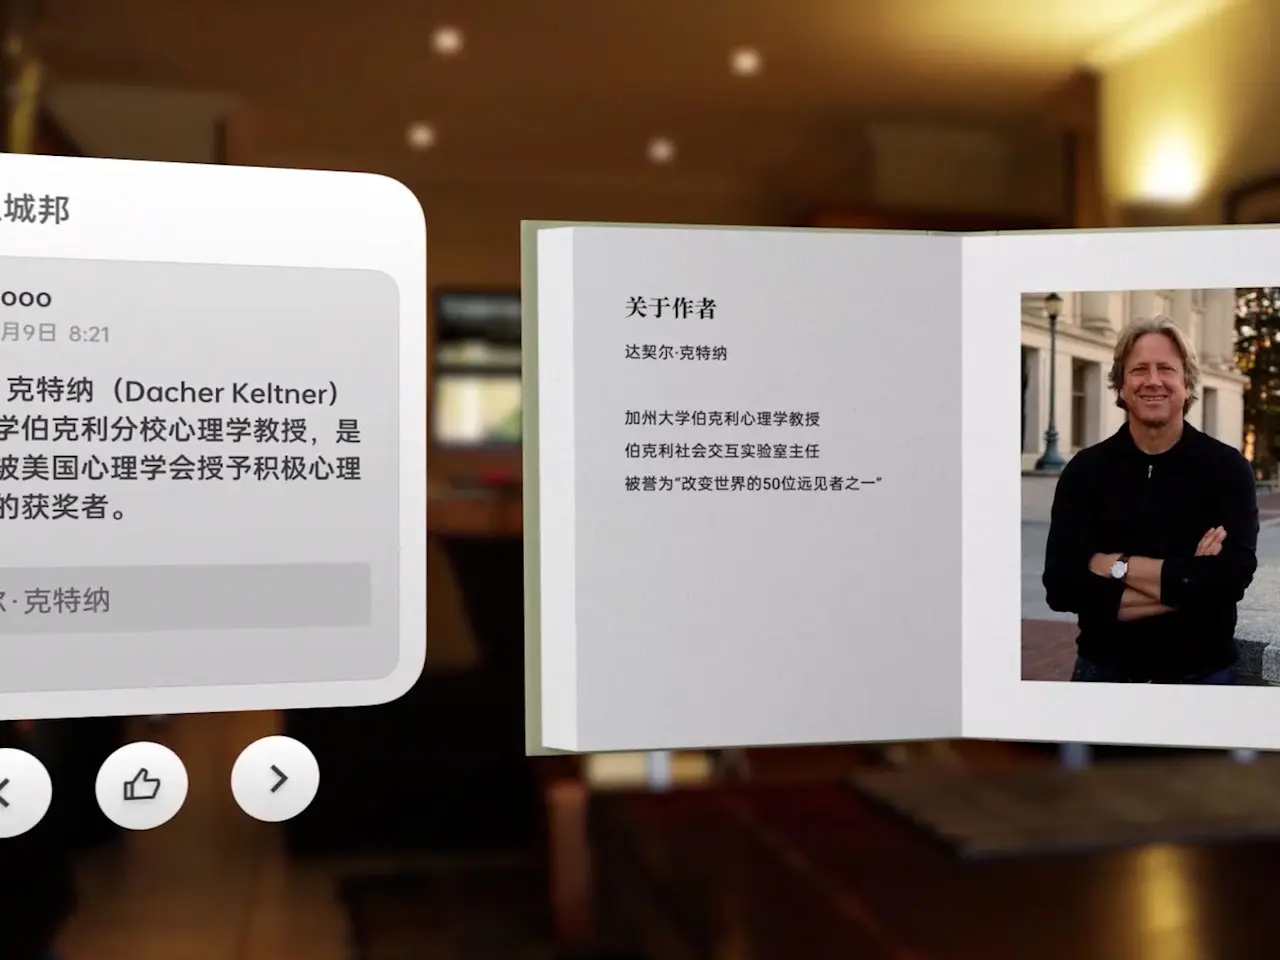 城邦
ooo
月9日 8:21
克特纳（Dacher Keltner）
学伯克利分校心理学教授，是
被美国心理学会授予积极心理
的获奖者。
尔·克特纳
关于作者
达契尔·克特纳
加州大学伯克利心理学教授
伯克利社会交互实验室主任
被誉为“改变世界的50位远见者之一”